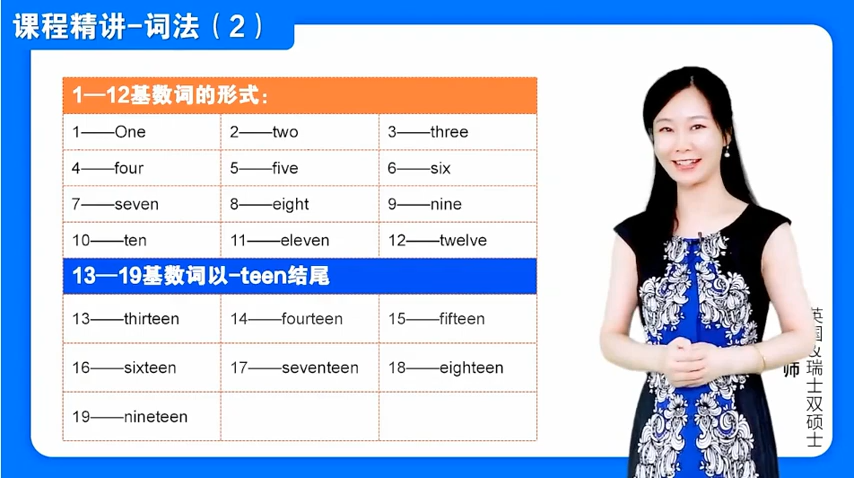 课程精讲-词法（2）
1—12基数词的形式：
1——One 2——two 3——three
4——four 5——five 6——six
7——seven 8——eight 9——nine
10——ten 11——eleven 12——twelve
13—19基数词以-teen结尾
13——thirteen 14——fourteen 15——fifteen
16——sixteen 17——seventeen 18——eighteen
19——nineteen
师
瑞士双硕士